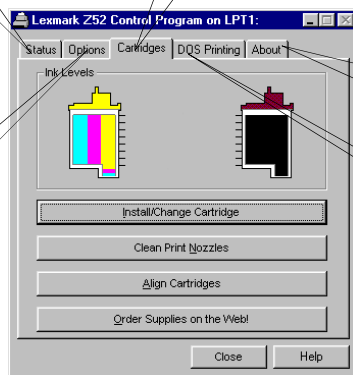 Lexmark Z52 Control Program on LPT1:
Status Options Cartridges DOS Printing About
Ink Levels
Install/Change Cartridge
Clean Print Nozzles
Align Cartridges
Order Supplies on the Web!
Close Help